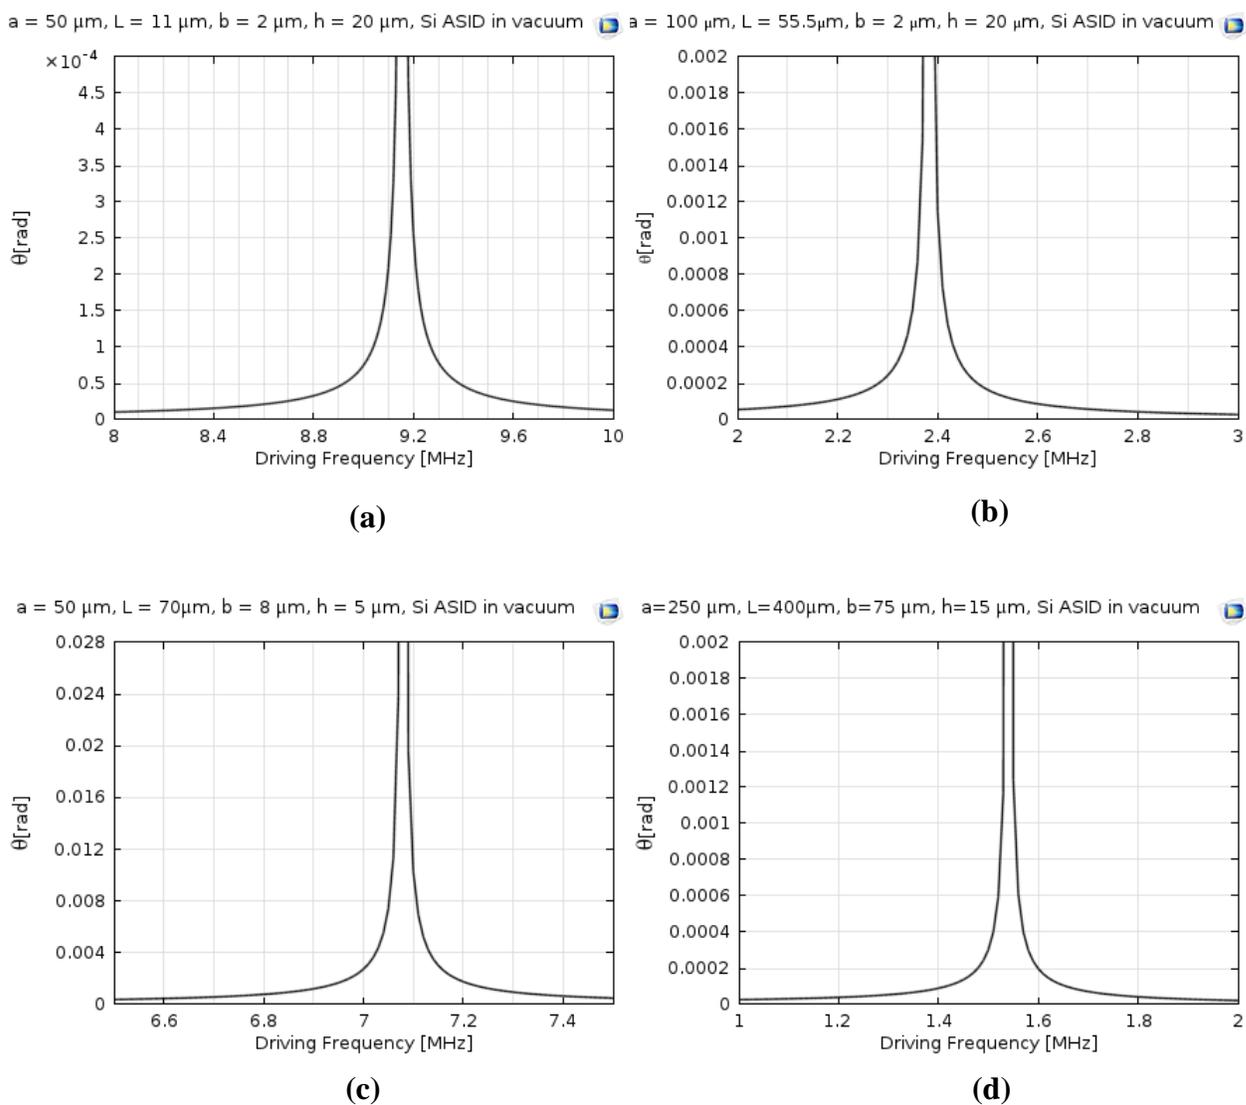 a = 50 μm, L = 11 μm, b = 2 μm, h = 20 μm, Si ASID in vacuum
×10⁻⁴
4.5
4
3.5
3
2.5
2
1.5
1
0.5
0
θ[rad]
8 8.4 8.8 9.2 9.6 10
Driving Frequency [MHz]
(a)
a = 100 μm, L = 55.5μm, b = 2 μm, h = 20 μm, Si ASID in vacuum
0.002
0.0018
0.0016
0.0014
0.0012
0.001
0.0008
0.0006
0.0004
0.0002
0
θ[rad]
2 2.2 2.4 2.6 2.8 3
Driving Frequency [MHz]
(b)
a = 50 μm, L = 70μm, b = 8 μm, h = 5 μm, Si ASID in vacuum
0.028
0.024
0.02
0.016
0.012
0.008
0.004
0
θ[rad]
6.6 6.8 7 7.2 7.4
Driving Frequency [MHz]
(c)
a=250 μm, L=400μm, b=75 μm, h=15 μm, Si ASID in vacuum
0.002
0.0018
0.0016
0.0014
0.0012
0.001
0.0008
0.0006
0.0004
0.0002
0
θ[rad]
1 1.2 1.4 1.6 1.8 2
Driving Frequency [MHz]
(d)